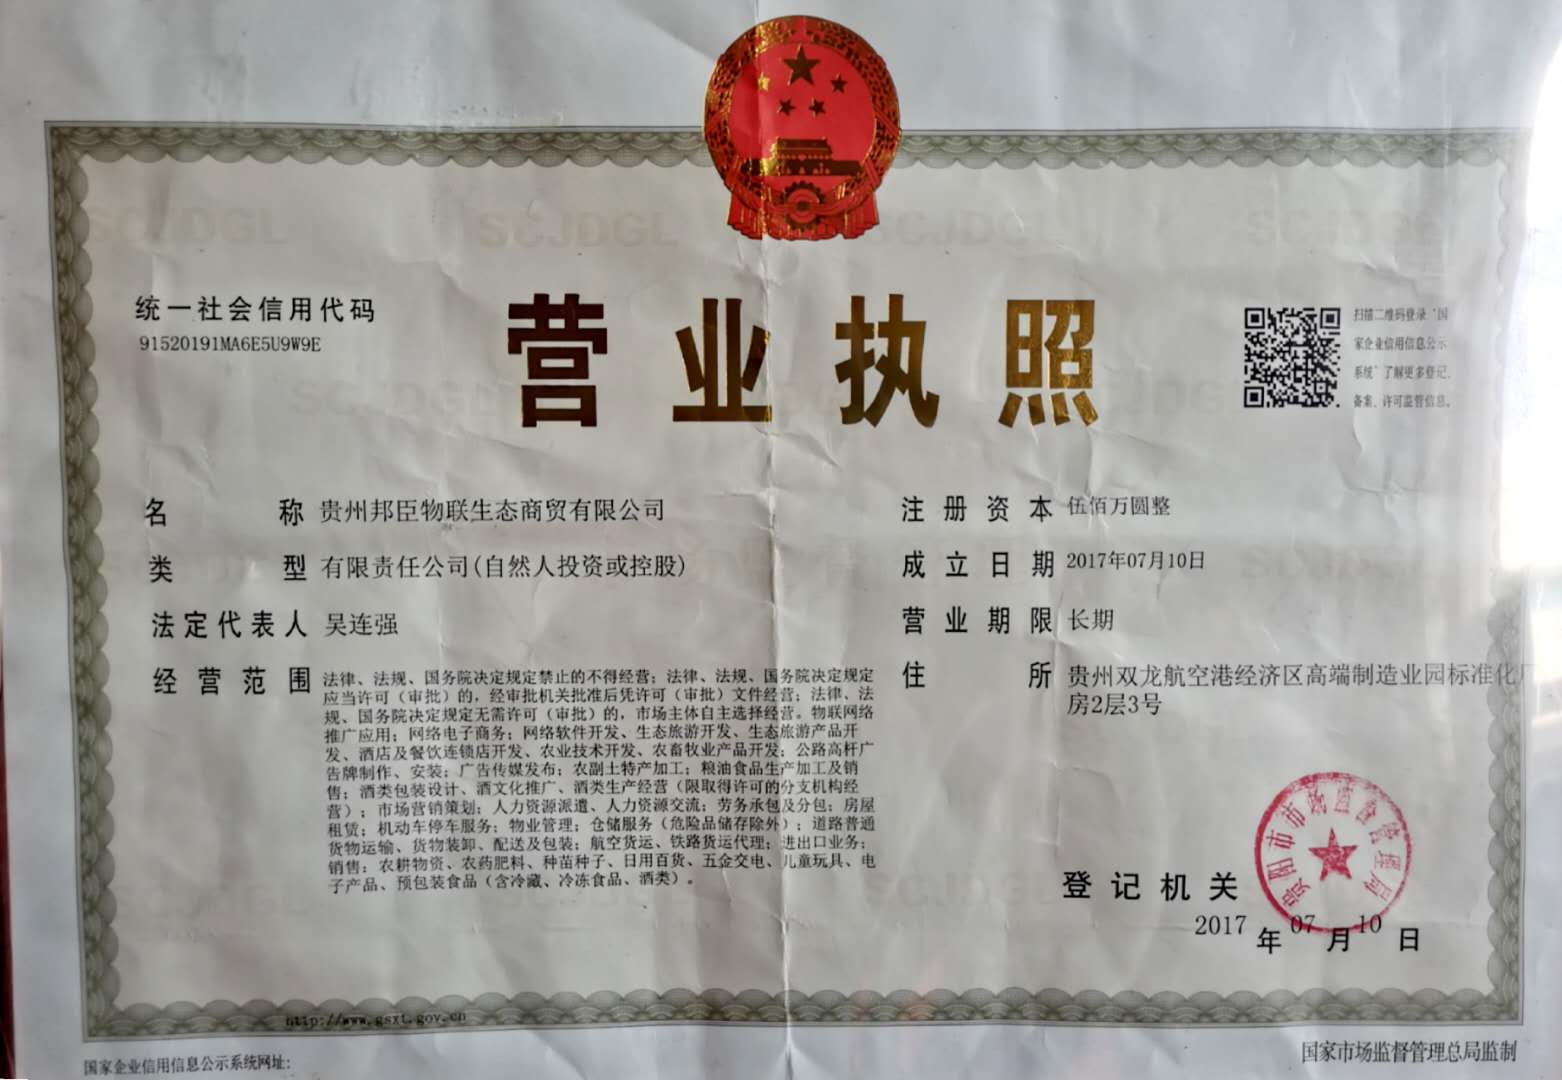 统一社会信用代码
91520191MA6E5U9W9E
营业执照
扫描二维码登录“国
家企业信用信息公示
系统”了解更多登记、
备案、许可监管信息。
名称 贵州邦臣物联生态商贸有限公司
类型 有限责任公司(自然人投资或控股)
法定代表人 吴连强
经营范围 法律、法规、国务院决定规定禁止的不得经营；法律、法规、国务院决定规定
应当许可（审批）的，经审批机关批准后凭许可（审批）文件经营；法律、法
规、国务院决定规定无需许可（审批）的，市场主体自主选择经营。物联网络
推广应用；网络电子商务；网络软件开发、生态旅游开发、生态旅游产品开
发、酒店及餐饮连锁店开发、农业技术开发、农畜牧业产品开发；公路高杆广
告牌制作、安装；广告传媒发布；农副土特产加工；粮油食品生产加工及销
售；酒类包装设计、酒文化推广、酒类生产经营（限取得许可的分支机构经
营）；市场营销策划；人力资源派遣、人力资源交流；劳务承包及分包；房屋
租赁；机动车停车服务；物业管理；仓储服务（危险品储存除外）；道路普通
货物运输、货物装卸、配送及包装；航空货运、铁路货运代理；进出口业务；
销售：农耕物资、农药肥料、种苗种子、日用百货、五金交电、儿童玩具、电
子产品、预包装食品（含冷藏、冷冻食品、酒类）。
注册资本 伍佰万圆整
成立日期 2017年07月10日
营业期限 长期
住所 贵州双龙航空港经济区高端制造业园标准化厂
房2层3号
登记机关
贵阳市市场监督管理局
2017年07月10日
http://www.gsxt.gov.cn
国家企业信用信息公示系统网址:
国家市场监督管理总局监制
SCJDGL
SCJDGL
SCJDGL
SCJDGL